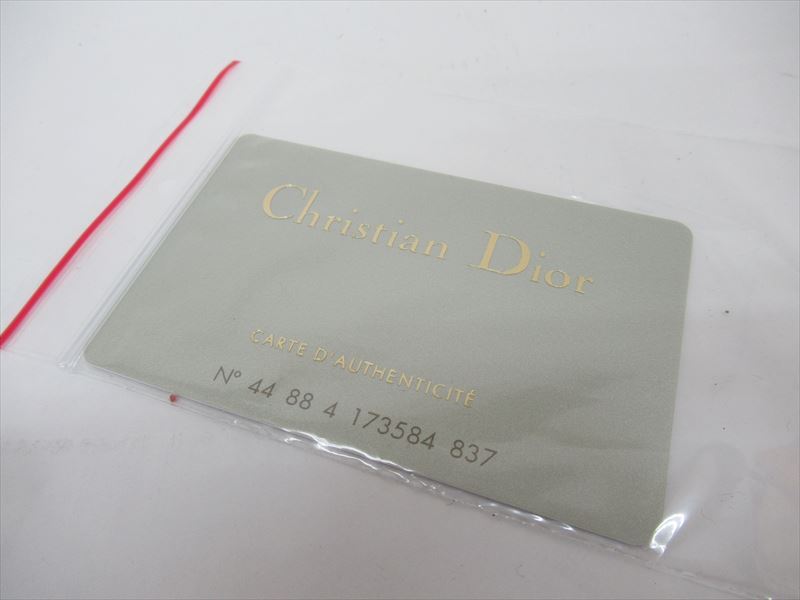 Christian Dior
CARTE D'AUTHENTICITÉ
N° 44 88 4 173584 837